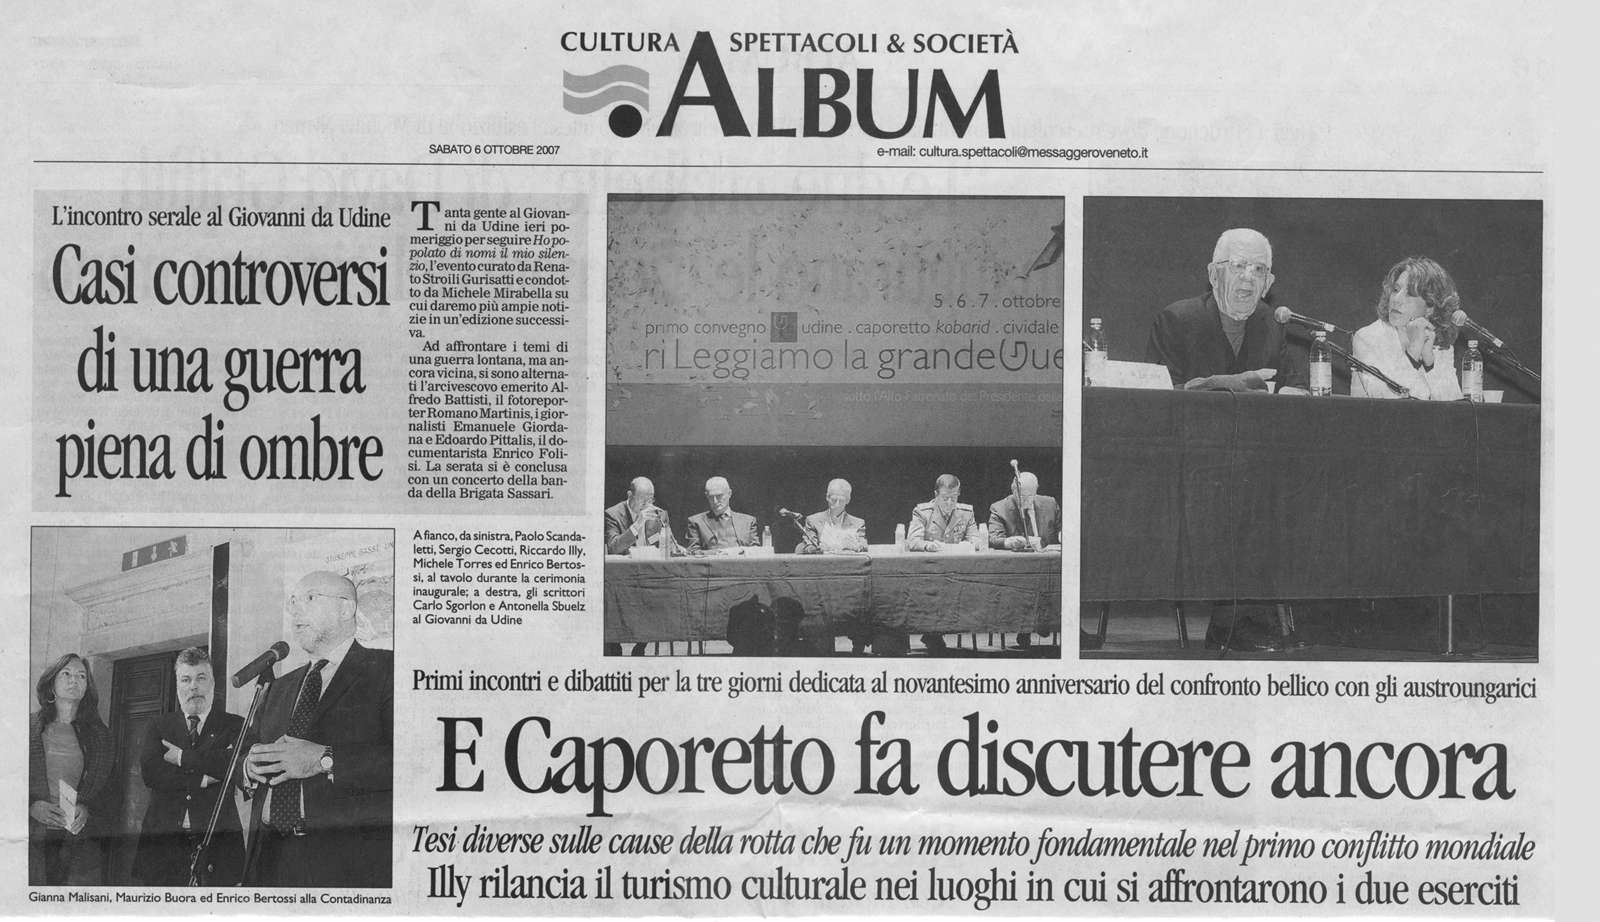 CULTURA SPETTACOLI & SOCIETÀ
ALBUM
SABATO 6 OTTOBRE 2007
e-mail: cultura.spettacoli@messaggeroveneto.it
L'incontro serale al Giovanni da Udine
Casi controversi
di una guerra
piena di ombre
Tanta gente al Giovan-
ni da Udine ieri po-
meriggio per seguire Ho po-
polato di nomi il mio silen-
zio, l'evento curato da Rena-
to Stroili Gurisatti e condot-
to da Michele Mirabella su
cui daremo più ampie noti-
zie in un'edizione successi-
va.
Ad affrontare i temi di
una guerra lontana, ma an-
cora vicina, si sono alterna-
ti l'arcivescovo emerito Al-
fredo Battisti, il fotorepor-
ter Romano Martinis, i gior-
nalisti Emanuele Giorda-
na e Edoardo Pittalis, il do-
cumentarista Enrico Foli-
si. La serata si è conclusa
con un concerto della ban-
da della Brigata Sassari.
5.6.7.ottobre
primo convegno udine . caporetto kobarid . cividale
ri Leggiamo la grande Gue
sotto l'Alto Patronato del Presidente
A fianco, da sinistra, Paolo Scanda-
letti, Sergio Cecotti, Riccardo Illy,
Michele Torres ed Enrico Bertos-
si, al tavolo durante la cerimonia
inaugurale; a destra, gli scrittori
Carlo Sgorlon e Antonella Sbuelz
al Giovanni da Udine
Gianna Malisani, Maurizio Buora ed Enrico Bertossi alla Contadinanza
Primi incontri e dibattiti per la tre giorni dedicata al novantesimo anniversario del confronto bellico con gli austroungarici
E Caporetto fa discutere ancora
Tesi diverse sulle cause della rotta che fu un momento fondamentale nel primo conflitto mondiale
Illy rilancia il turismo culturale nei luoghi in cui si affrontarono i due eserciti